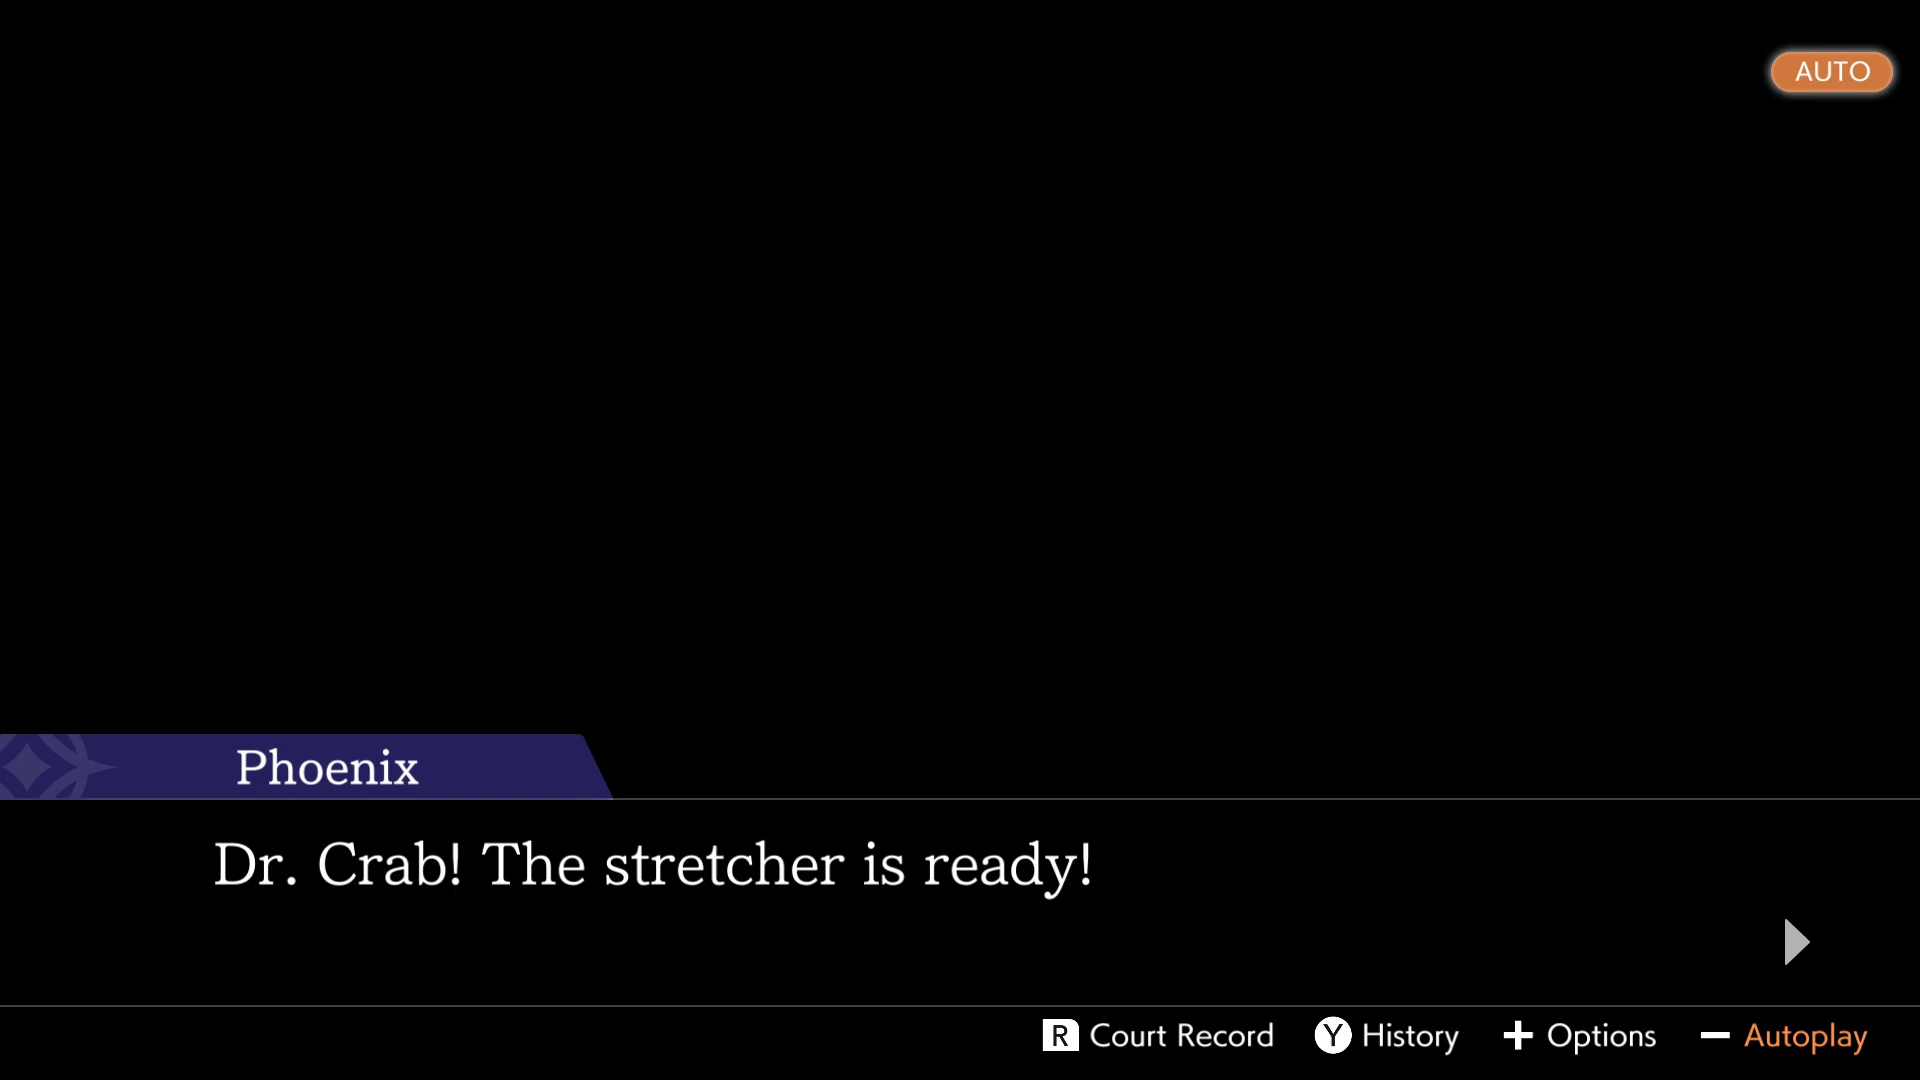 AUTO
Phoenix
Dr. Crab! The stretcher is ready!
R Court Record Y History + Options − Autoplay